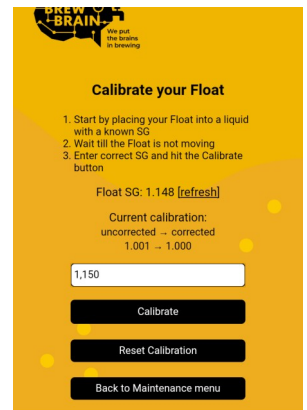 BREW
BRAIN
We put
the brains
in brewing
Calibrate your Float
1. Start by placing your Float into a liquid
with a known SG
2. Wait till the Float is not moving
3. Enter correct SG and hit the Calibrate
button
Float SG: 1.148 [refresh]
Current calibration:
uncorrected → corrected
1.001 → 1.000
1,150
Calibrate
Reset Calibration
Back to Maintenance menu